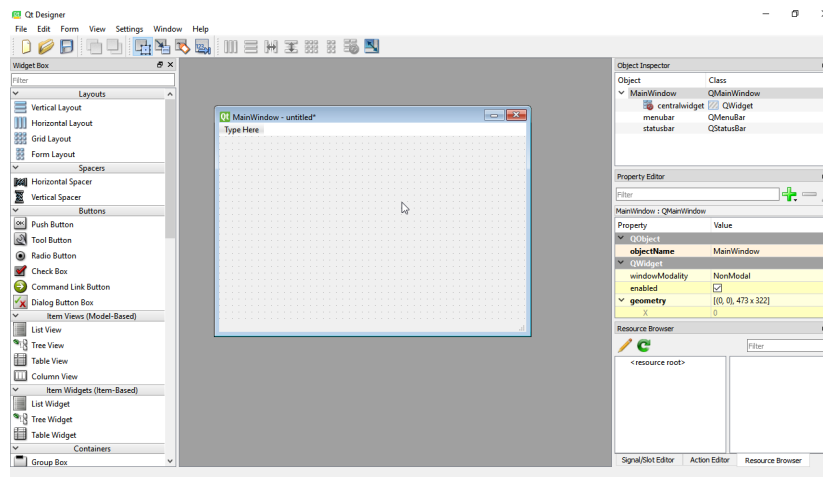 Qt Designer
File Edit Form View Settings Window Help
Widget Box
Filter
Layouts
Vertical Layout
Horizontal Layout
Grid Layout
Form Layout
Spacers
Horizontal Spacer
Vertical Spacer
Buttons
Push Button
Tool Button
Radio Button
Check Box
Command Link Button
Dialog Button Box
Item Views (Model-Based)
List View
Tree View
Table View
Column View
Item Widgets (Item-Based)
List Widget
Tree Widget
Table Widget
Containers
Group Box
MainWindow - untitled*
Type Here
Object Inspector
Object Class
MainWindow QMainWindow
centralwidget QWidget
menubar QMenuBar
statusbar QStatusBar
Property Editor
Filter
MainWindow : QMainWindow
Property Value
QObject
objectName MainWindow
QWidget
windowModality NonModal
enabled
geometry [(0, 0), 473 x 322]
X 0
Resource Browser
Filter
<resource root>
Signal/Slot Editor Action Editor Resource Browser